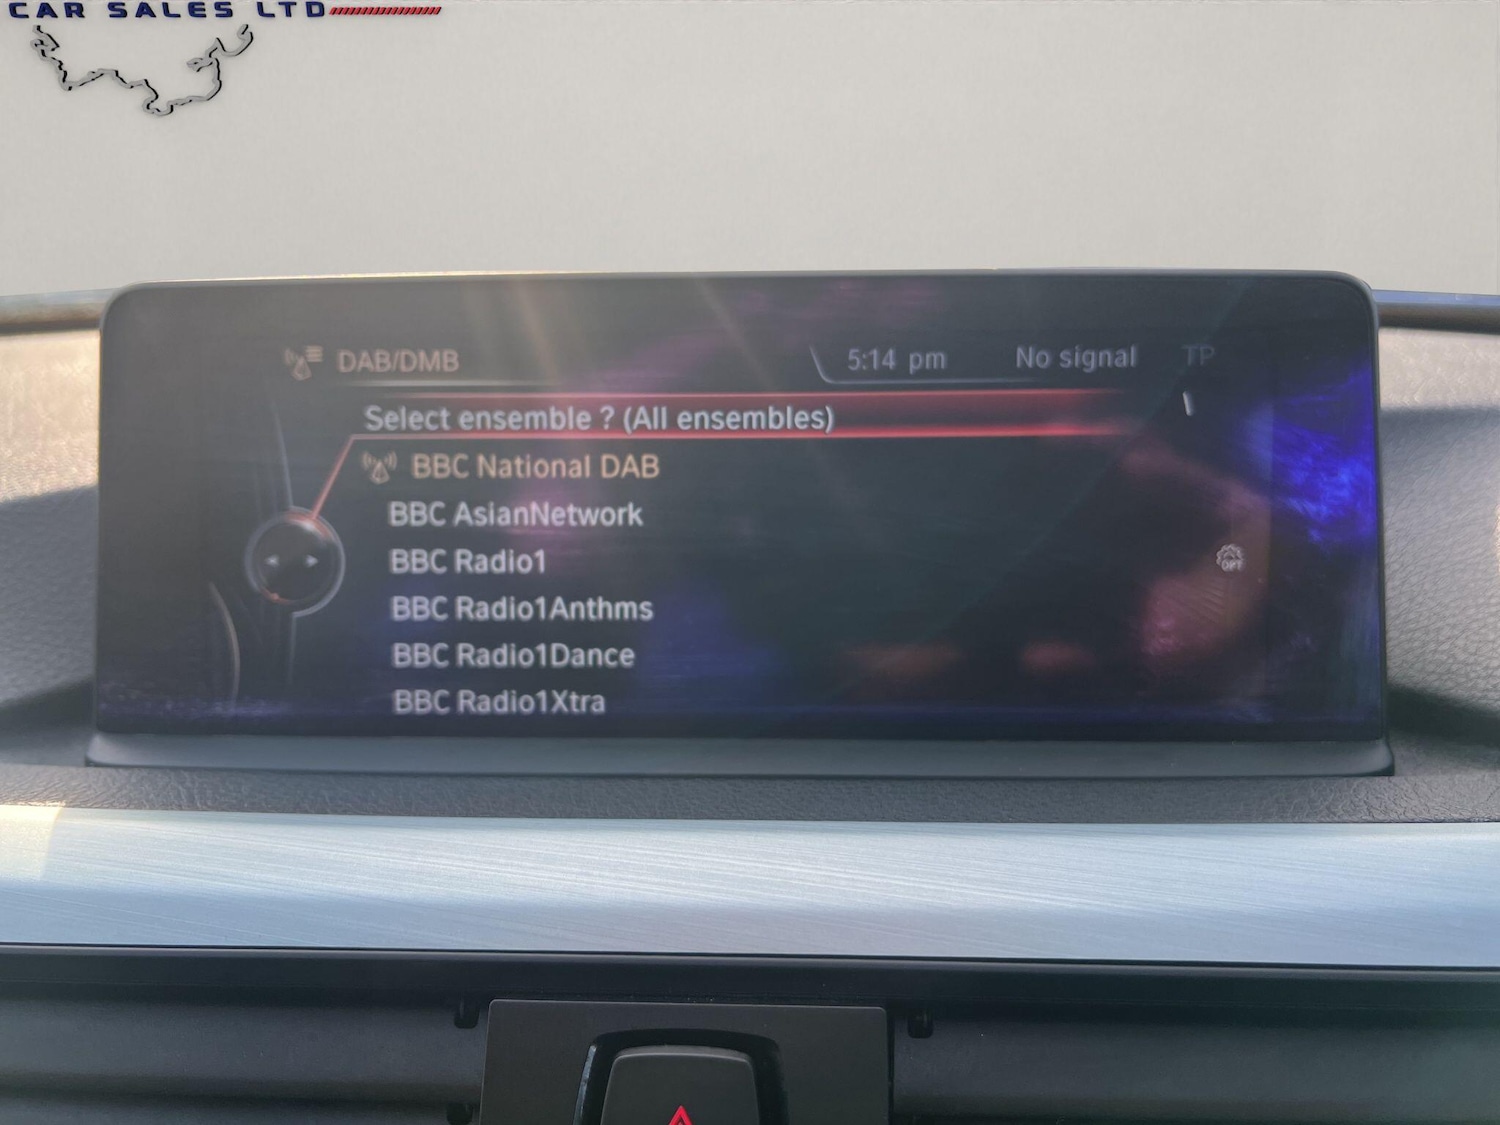 CAR SALES LTD
DAB/DMB 5:14 pm No signal TP
Select ensemble ? (All ensembles)
BBC National DAB
BBC AsianNetwork
BBC Radio1
OPT
BBC Radio1Anthms
BBC Radio1Dance
BBC Radio1Xtra